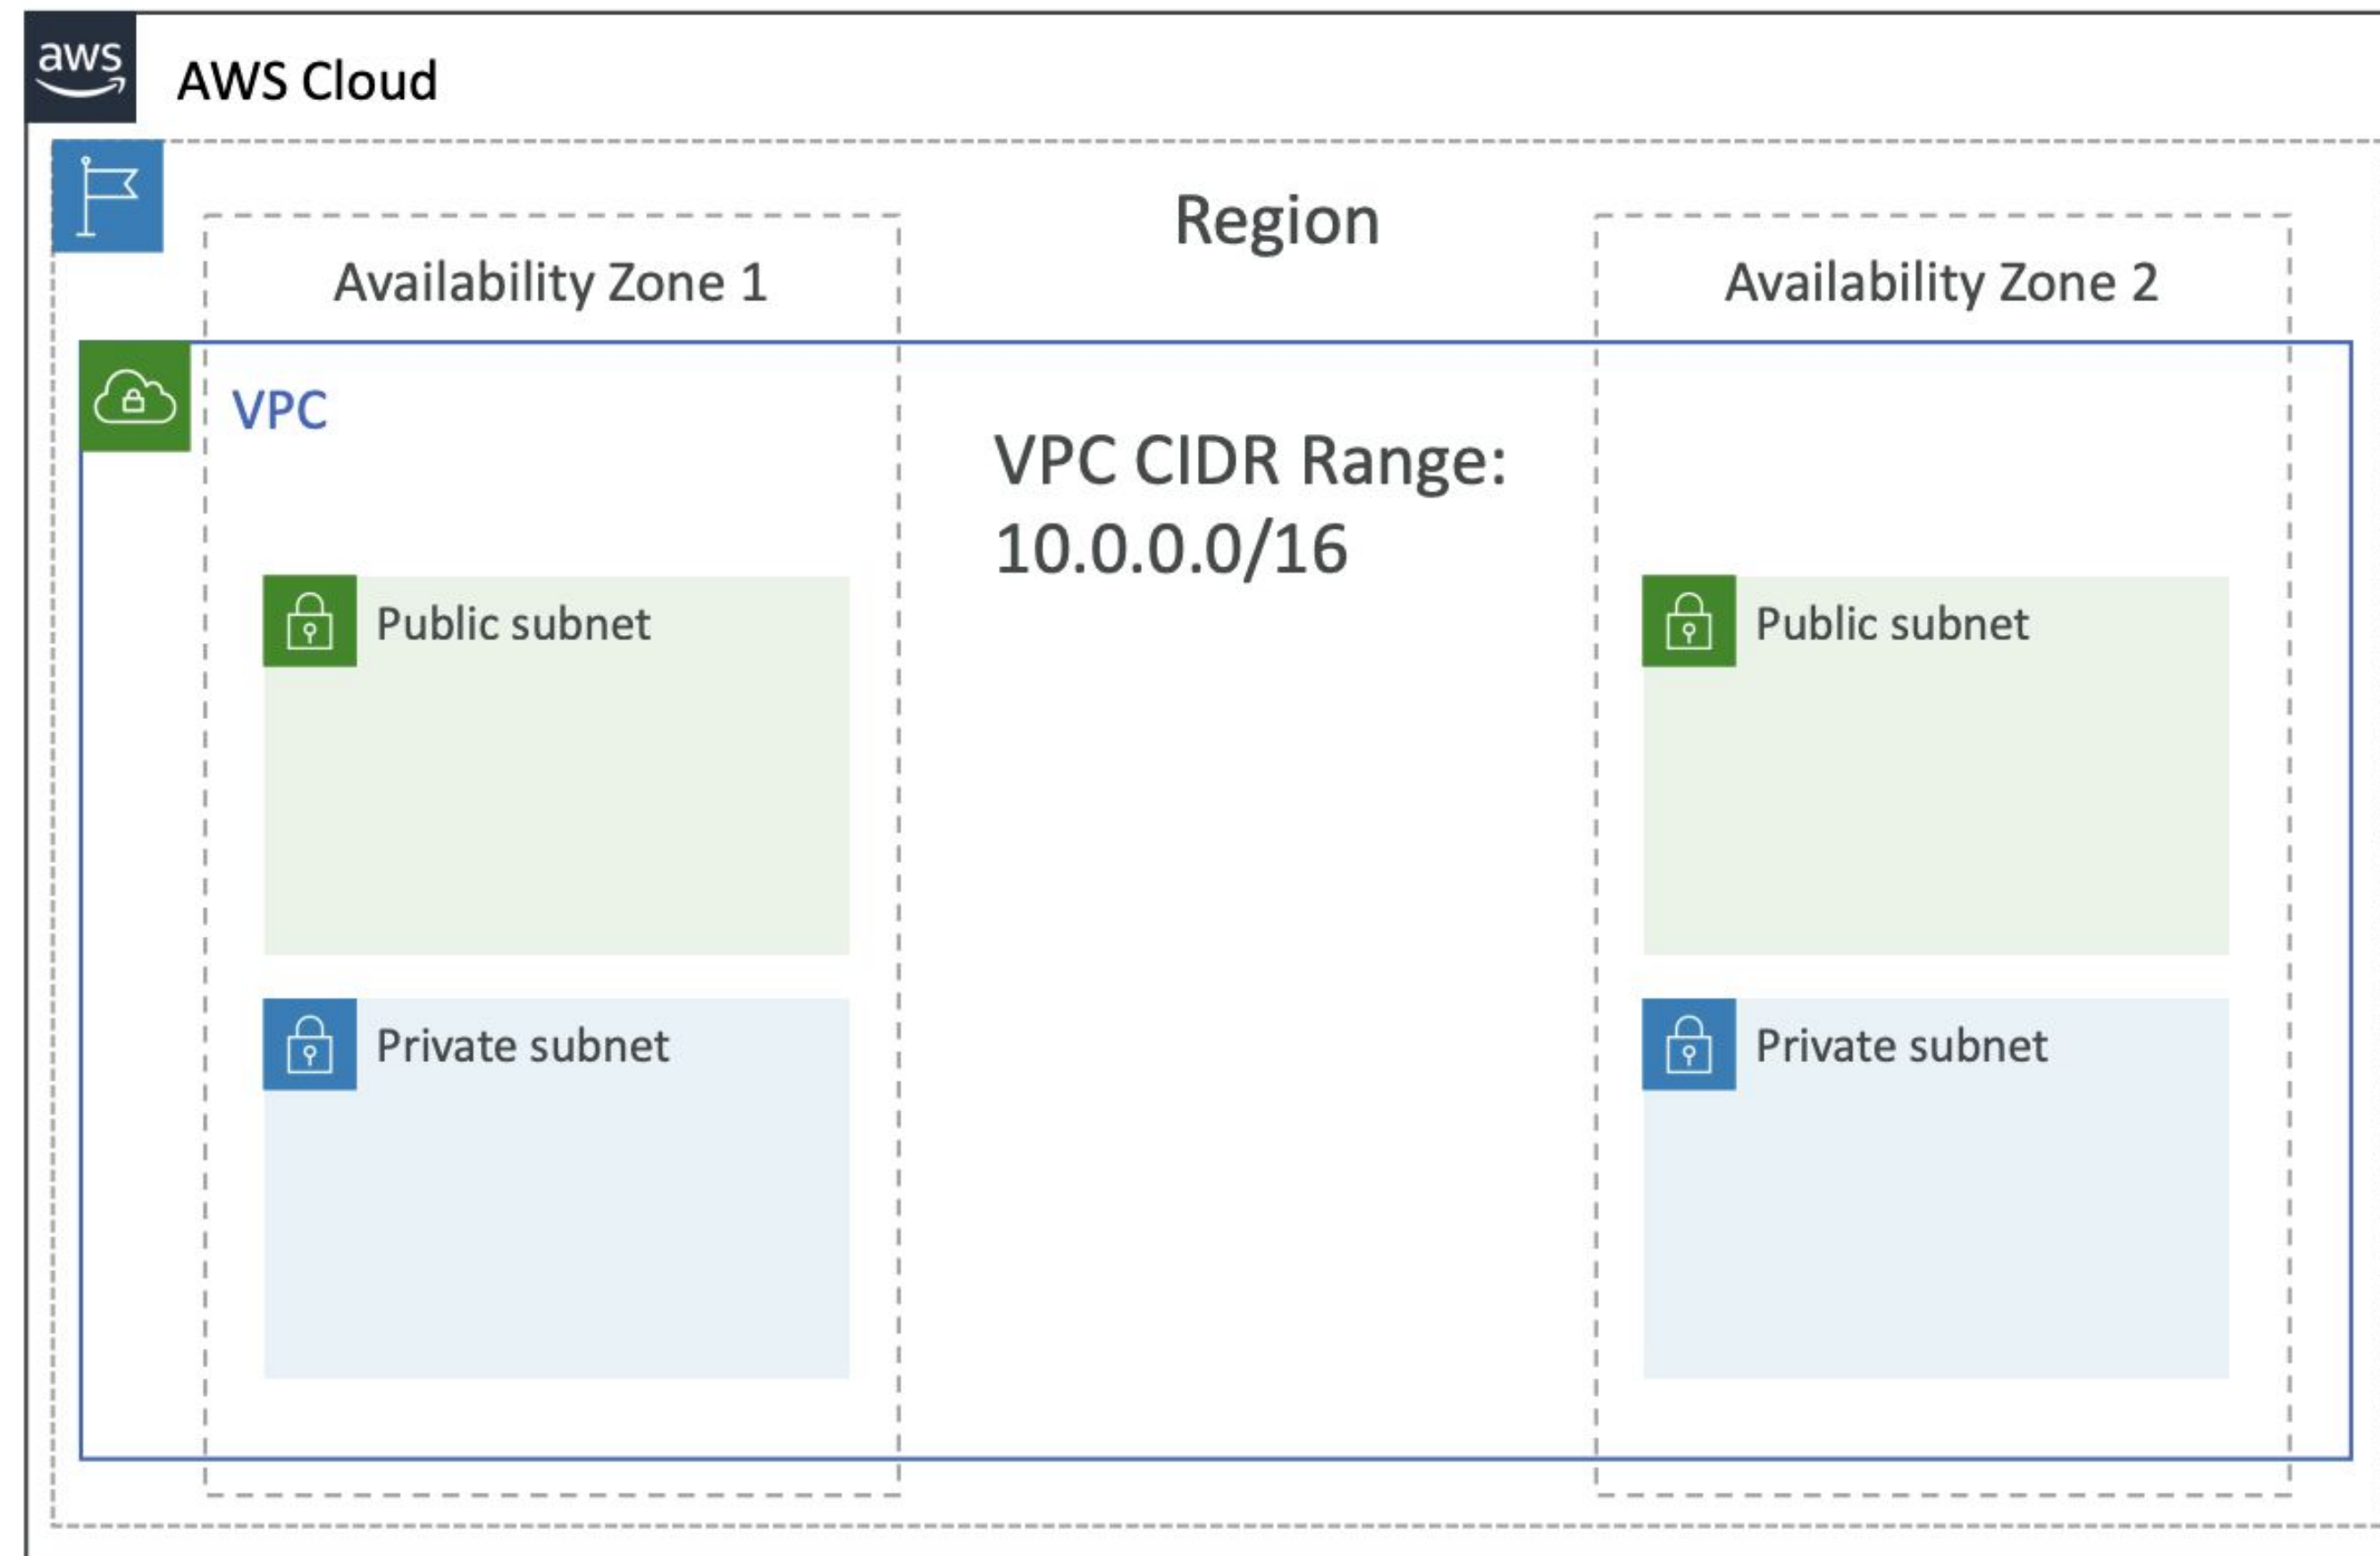 aws
AWS Cloud
Region
Availability Zone 1
Availability Zone 2
VPC
VPC CIDR Range:
10.0.0.0/16
Public subnet
Public subnet
Private subnet
Private subnet